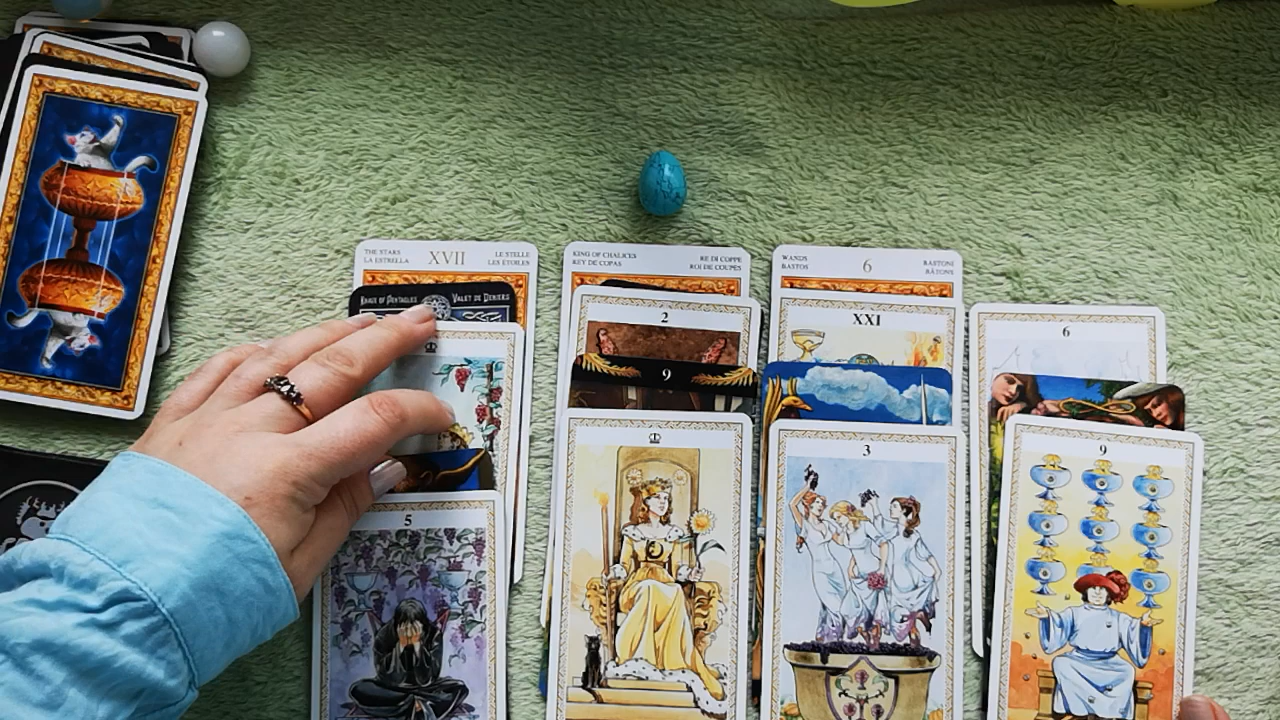 THE STARS XVII LE STELLE
LA ESTRELLA LES ÉTOILES
KNAVE OF PENTACLES VALET DE DENIERS
5
KING OF CHALICES RE DI COPPE
REY DE COPAS ROI DE COUPES
2
9
WANDS 6 BASTONI
BASTOS BÂTONS
XXI
3
6
9